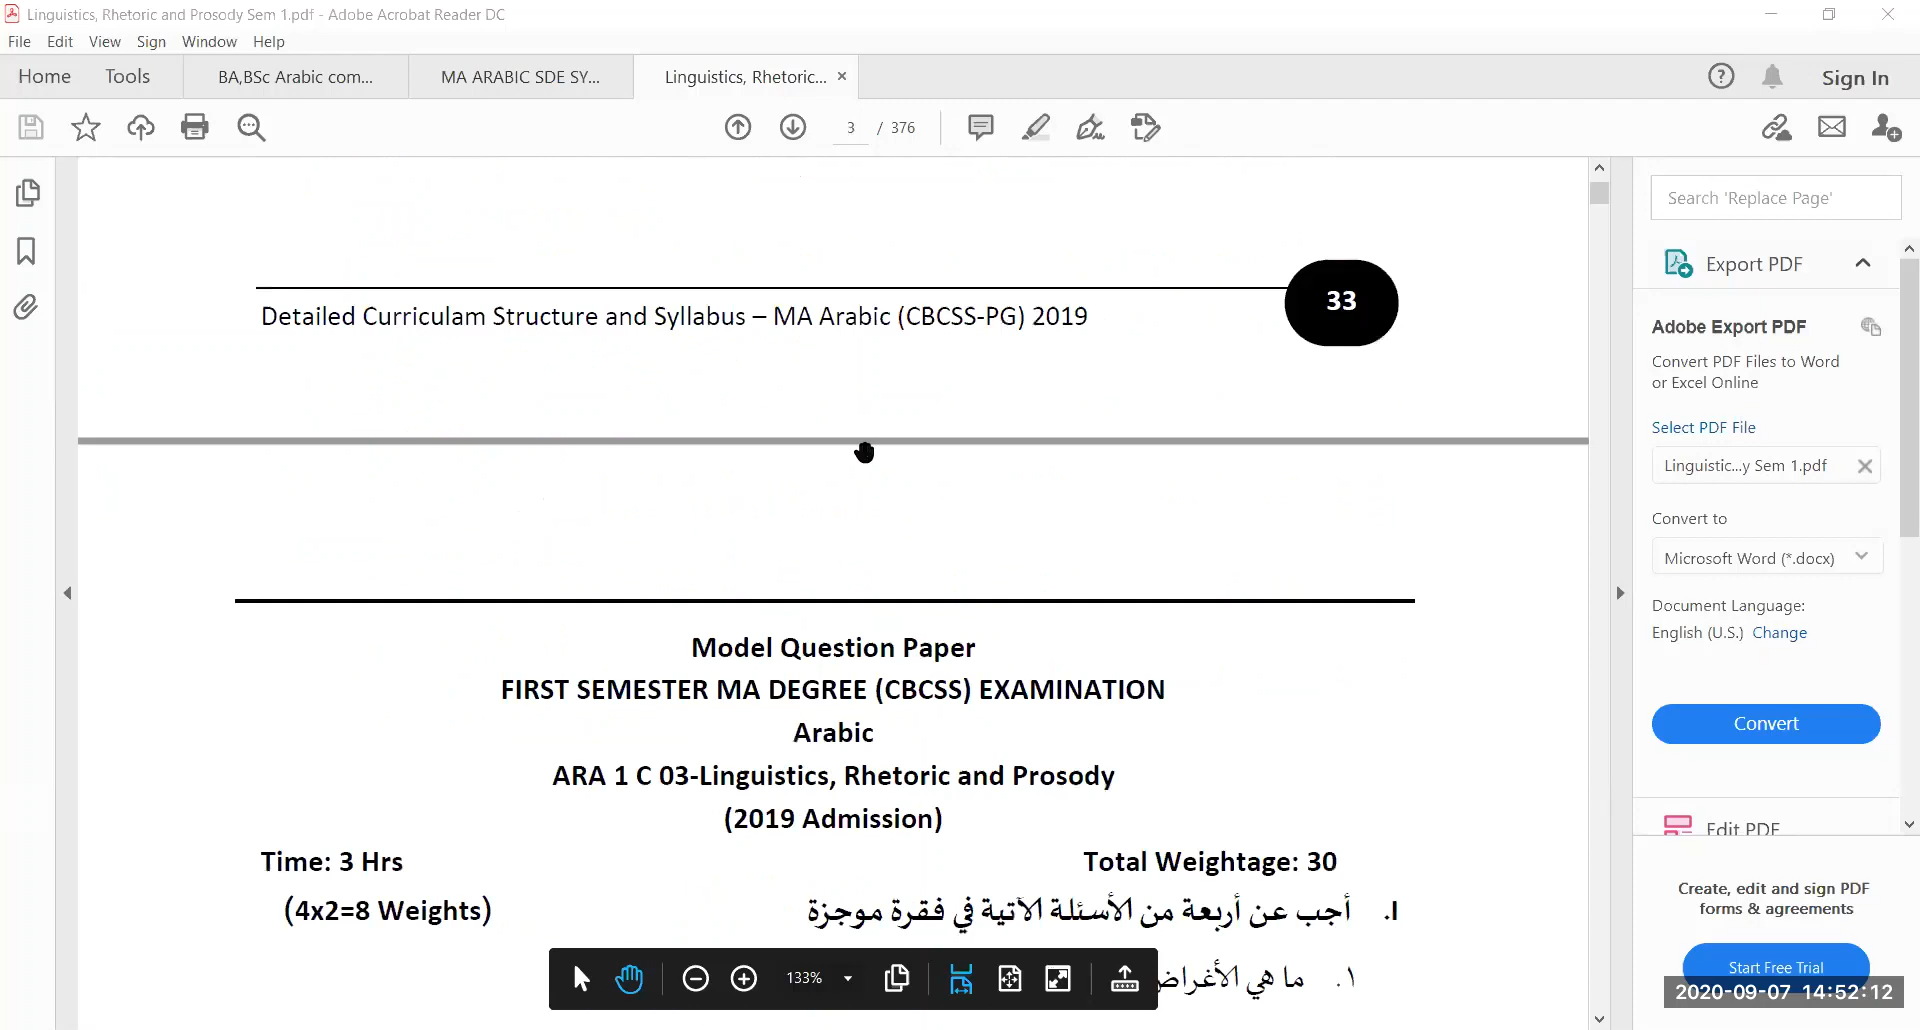 Linguistics, Rhetoric and Prosody Sem 1.pdf - Adobe Acrobat Reader DC
File Edit View Sign Window Help
Home Tools BA,BSc Arabic com... MA ARABIC SDE SY... Linguistics, Rhetoric... × Sign In
3 / 376
Search 'Replace Page'
Export PDF
33
Detailed Curriculam Structure and Syllabus – MA Arabic (CBCSS-PG) 2019
Adobe Export PDF
Convert PDF Files to Word
or Excel Online
Select PDF File
Linguistic...y Sem 1.pdf
Convert to
Microsoft Word (*.docx)
Document Language:
English (U.S.) Change
Model Question Paper
FIRST SEMESTER MA DEGREE (CBCSS) EXAMINATION
Arabic
ARA 1 C 03-Linguistics, Rhetoric and Prosody
(2019 Admission)
Convert
Edit PDF
Time: 3 Hrs Total Weightage: 30
I. أجب عن أربعة من الأسئلة الآتية في فقرة موجزة (4x2=8 Weights)
١. ما هي الأغراض
133%
Create, edit and sign PDF
forms & agreements
Start Free Trial
2020-09-07 14:52:12